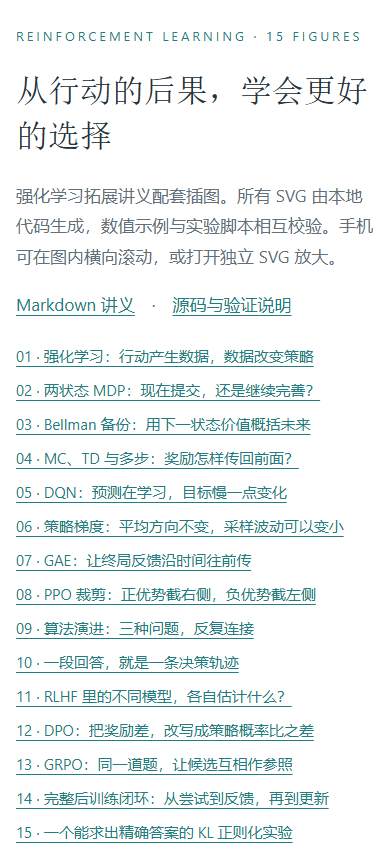 REINFORCEMENT LEARNING · 15 FIGURES
从行动的后果，学会更好
的选择
强化学习拓展讲义配套插图。所有 SVG 由本地
代码生成，数值示例与实验脚本相互校验。手机
可在图内横向滚动，或打开独立 SVG 放大。
Markdown 讲义 · 源码与验证说明
01 · 强化学习：行动产生数据，数据改变策略
02 · 两状态 MDP：现在提交，还是继续完善？
03 · Bellman 备份：用下一状态价值概括未来
04 · MC、TD 与多步：奖励怎样传回前面？
05 · DQN：预测在学习，目标慢一点变化
06 · 策略梯度：平均方向不变，采样波动可以变小
07 · GAE：让终局反馈沿时间往前传
08 · PPO 裁剪：正优势截右侧，负优势截左侧
09 · 算法演进：三种问题，反复连接
10 · 一段回答，就是一条决策轨迹
11 · RLHF 里的不同模型，各自估计什么？
12 · DPO：把奖励差，改写成策略概率比之差
13 · GRPO：同一道题，让候选互相作参照
14 · 完整后训练闭环：从尝试到反馈，再到更新
15 · 一个能求出精确答案的 KL 正则化实验